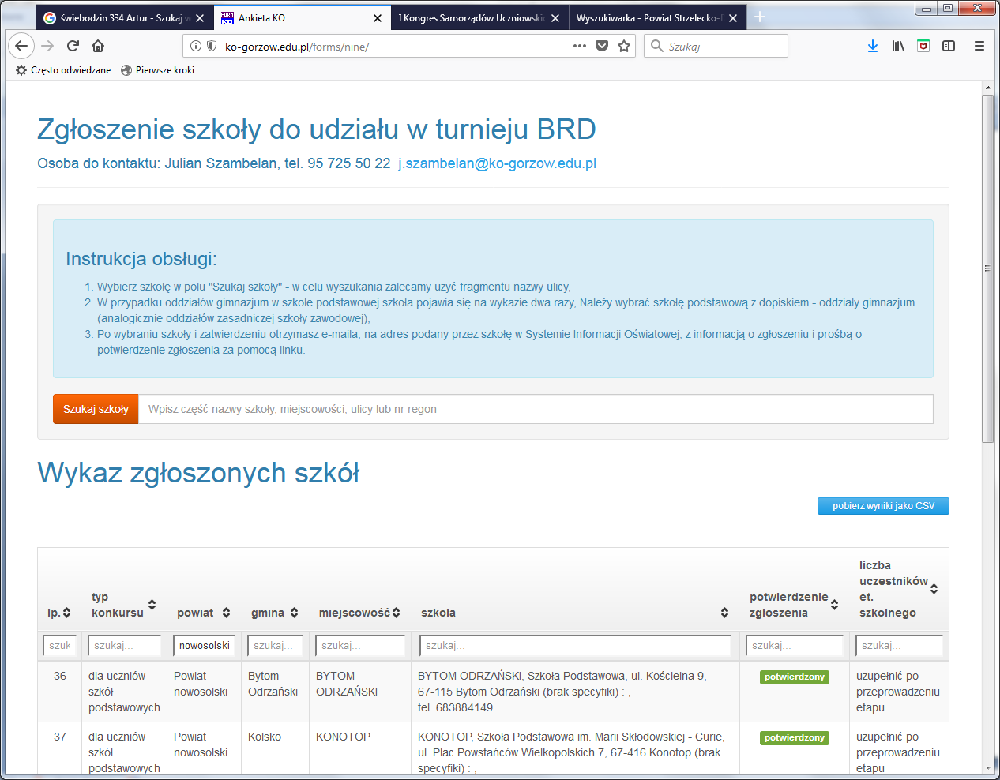 świebodzin 334 Artur - Szukaj w
Ankieta KO
I Kongres Samorządów Uczniowski
Wyszukiwarka - Powiat Strzelecko-D
ko-gorzow.edu.pl/forms/nine/
Szukaj
Często odwiedzane
Pierwsze kroki
Zgłoszenie szkoły do udziału w turnieju BRD
Osoba do kontaktu: Julian Szambelan, tel. 95 725 50 22 j.szambelan@ko-gorzow.edu.pl
Instrukcja obsługi:
1. Wybierz szkołę w polu "Szukaj szkoły" - w celu wyszukania zalecamy użyć fragmentu nazwy ulicy,
2. W przypadku oddziałów gimnazjum w szkole podstawowej szkoła pojawia się na wykazie dwa razy, Należy wybrać szkołę podstawową z dopiskiem - oddziały gimnazjum
(analogicznie oddziałów zasadniczej szkoły zawodowej),
3. Po wybraniu szkoły i zatwierdzeniu otrzymasz e-maila, na adres podany przez szkołę w Systemie Informacji Oświatowej, z informacją o zgłoszeniu i prośbą o
potwierdzenie zgłoszenia za pomocą linku.
Szukaj szkoły
Wpisz część nazwy szkoły, miejscowości, ulicy lub nr regon
Wykaz zgłoszonych szkół
pobierz wyniki jako CSV
lp.
typ
konkursu
powiat
gmina
miejscowość
szkoła
potwierdzenie
zgłoszenia
liczba
uczestników
et.
szkolnego
szuk
szukaj...
nowosolski
szukaj...
szukaj...
szukaj...
szukaj...
szukaj...
36
dla uczniów
szkół
podstawowych
Powiat
nowosolski
Bytom
Odrzański
BYTOM
ODRZAŃSKI
BYTOM ODRZAŃSKI, Szkoła Podstawowa, ul. Kościelna 9,
67-115 Bytom Odrzański (brak specyfiki) : ,
tel. 683884149
potwierdzony
uzupełnić po
przeprowadzeniu
etapu
37
dla uczniów
szkół
podstawowych
Powiat
nowosolski
Kolsko
KONOTOP
KONOTOP, Szkoła Podstawowa im. Marii Skłodowskiej - Curie,
ul. Plac Powstańców Wielkopolskich 7, 67-416 Konotop (brak
specyfiki) : ,
potwierdzony
uzupełnić po
przeprowadzeniu
etapu